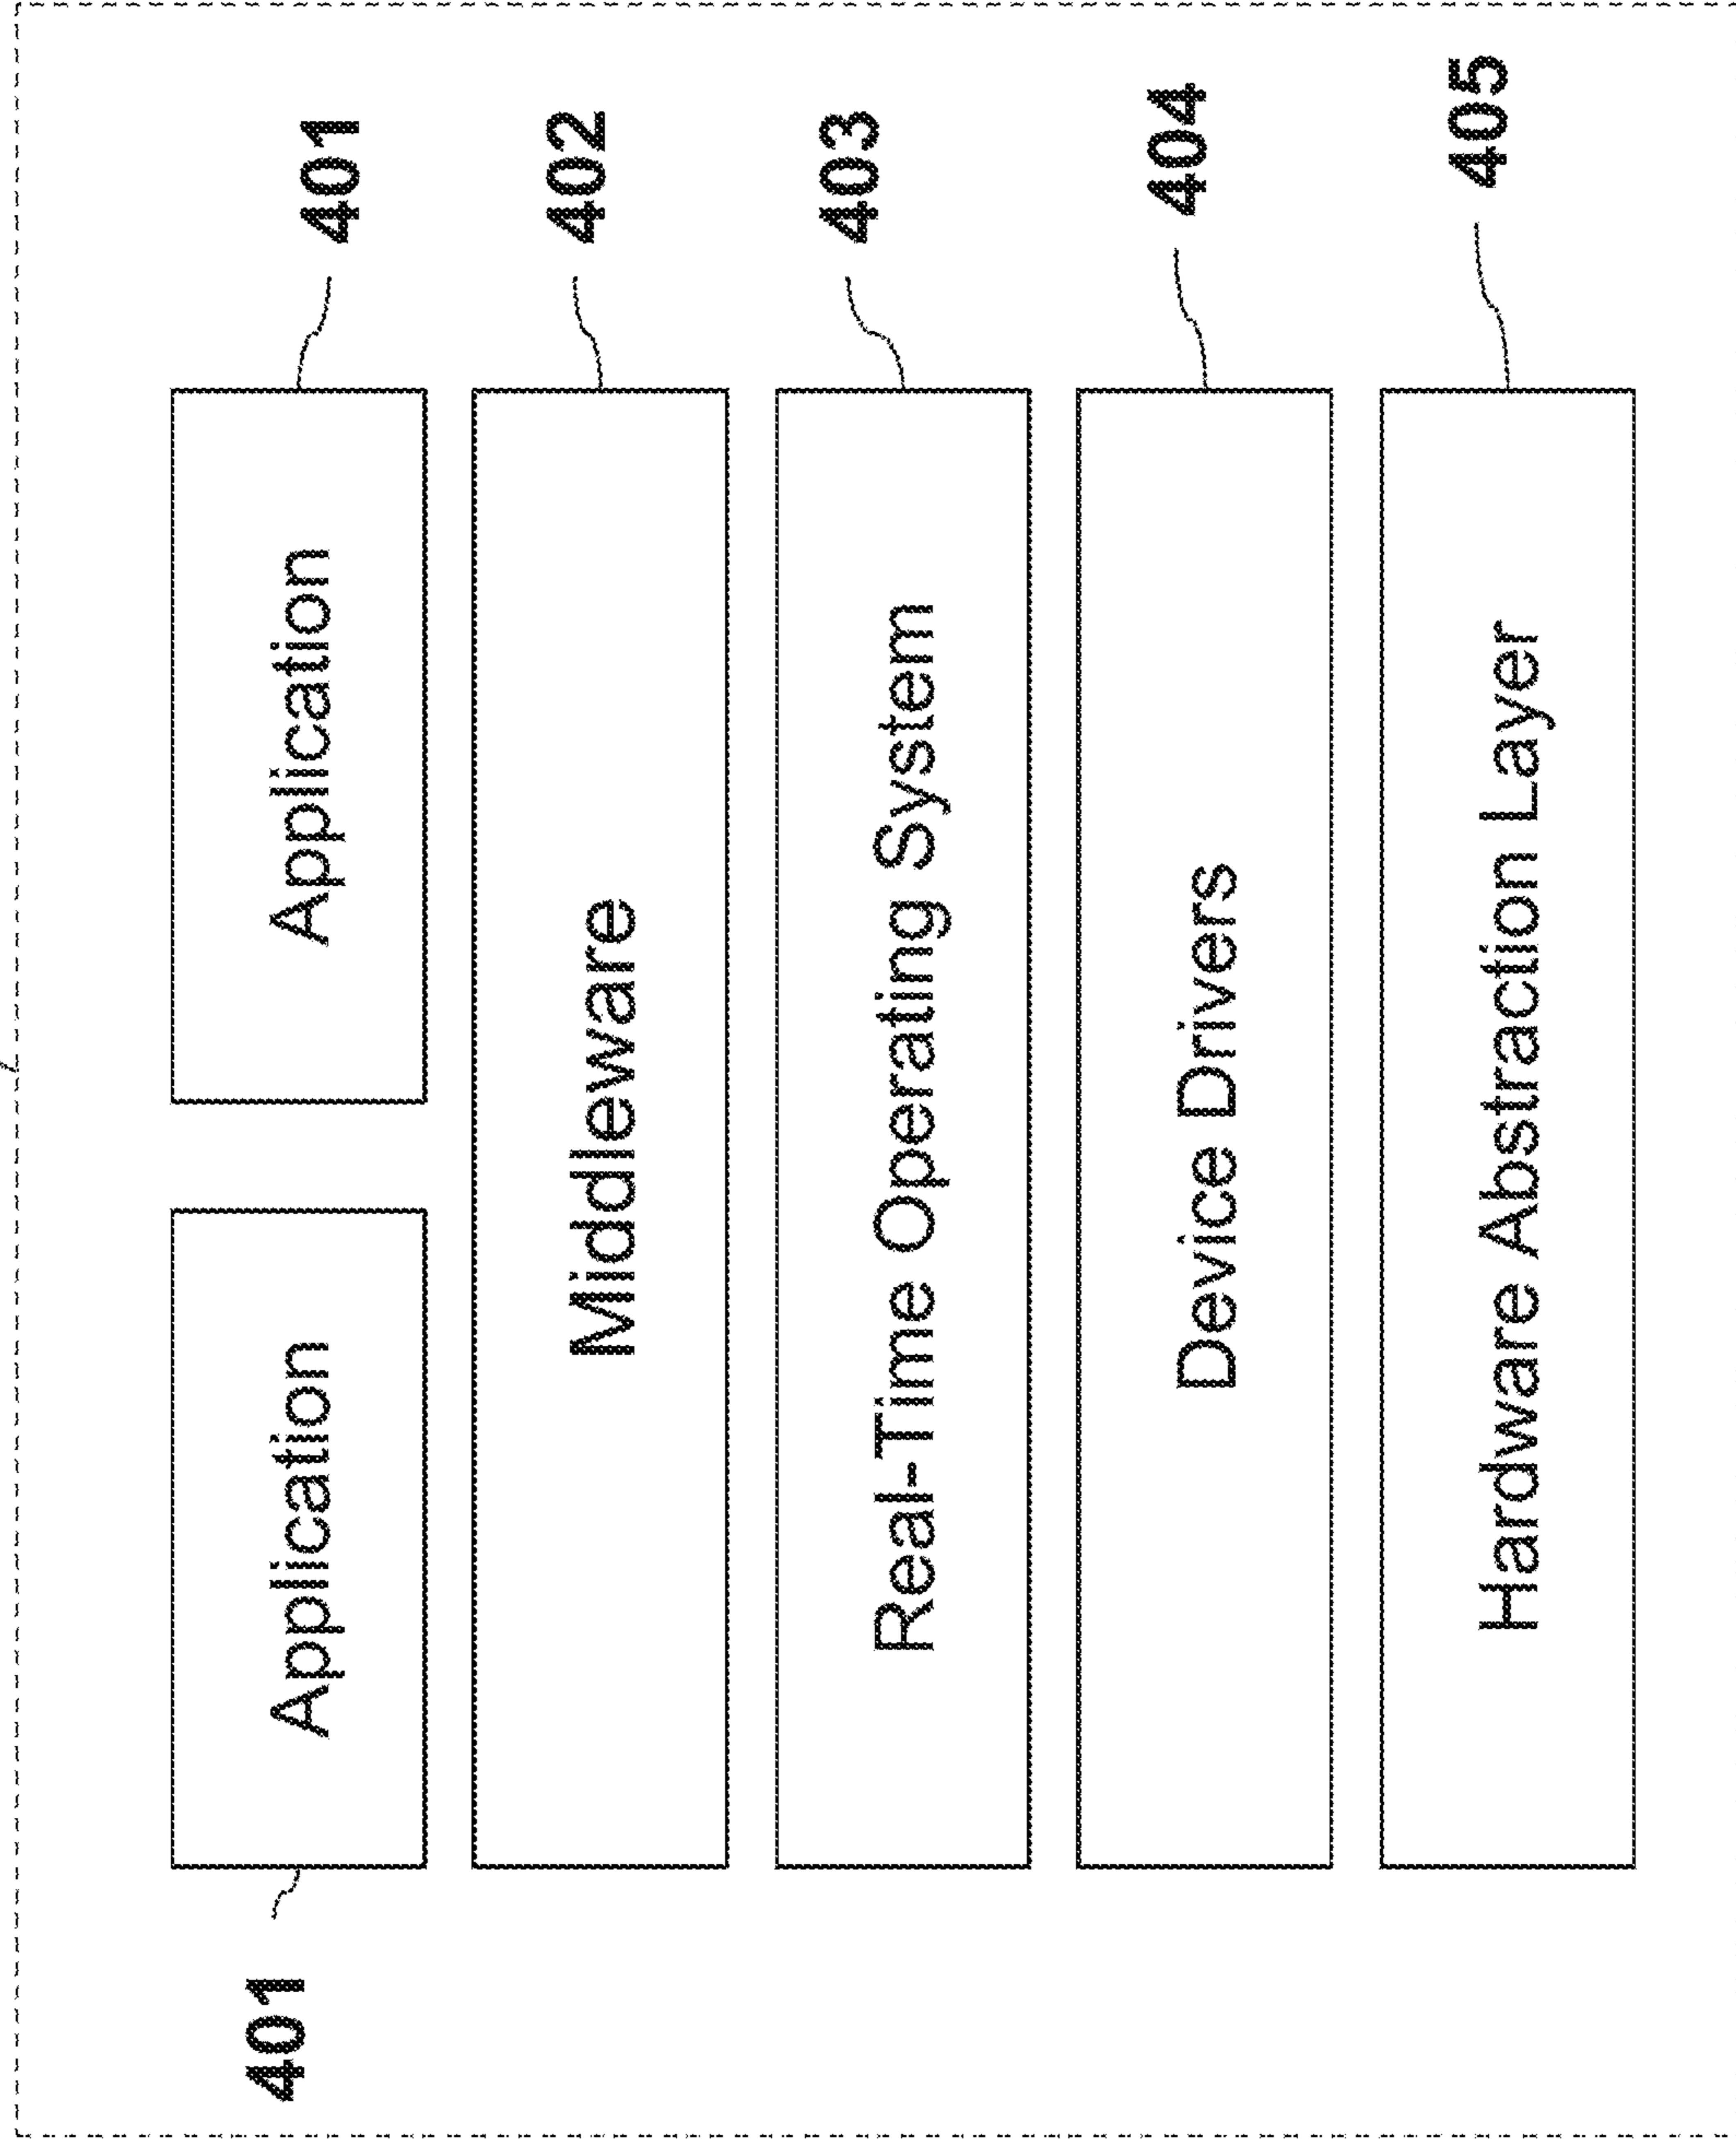 401
Application
Application
401
Middleware
402
Real-Time Operating System
403
Device Drivers
404
Hardware Abstraction Layer
405